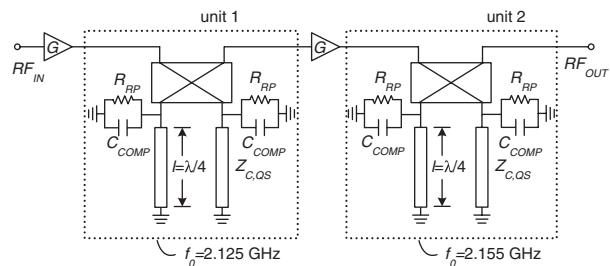 unit 1
unit 2
G
G
RF_IN
RF_OUT
R_RP
R_RP
R_RP
R_RP
C_COMP
C_COMP
C_COMP
C_COMP
l=λ/4
Z_C,QS
l=λ/4
Z_C,QS
f_0=2.125 GHz
f_0=2.155 GHz